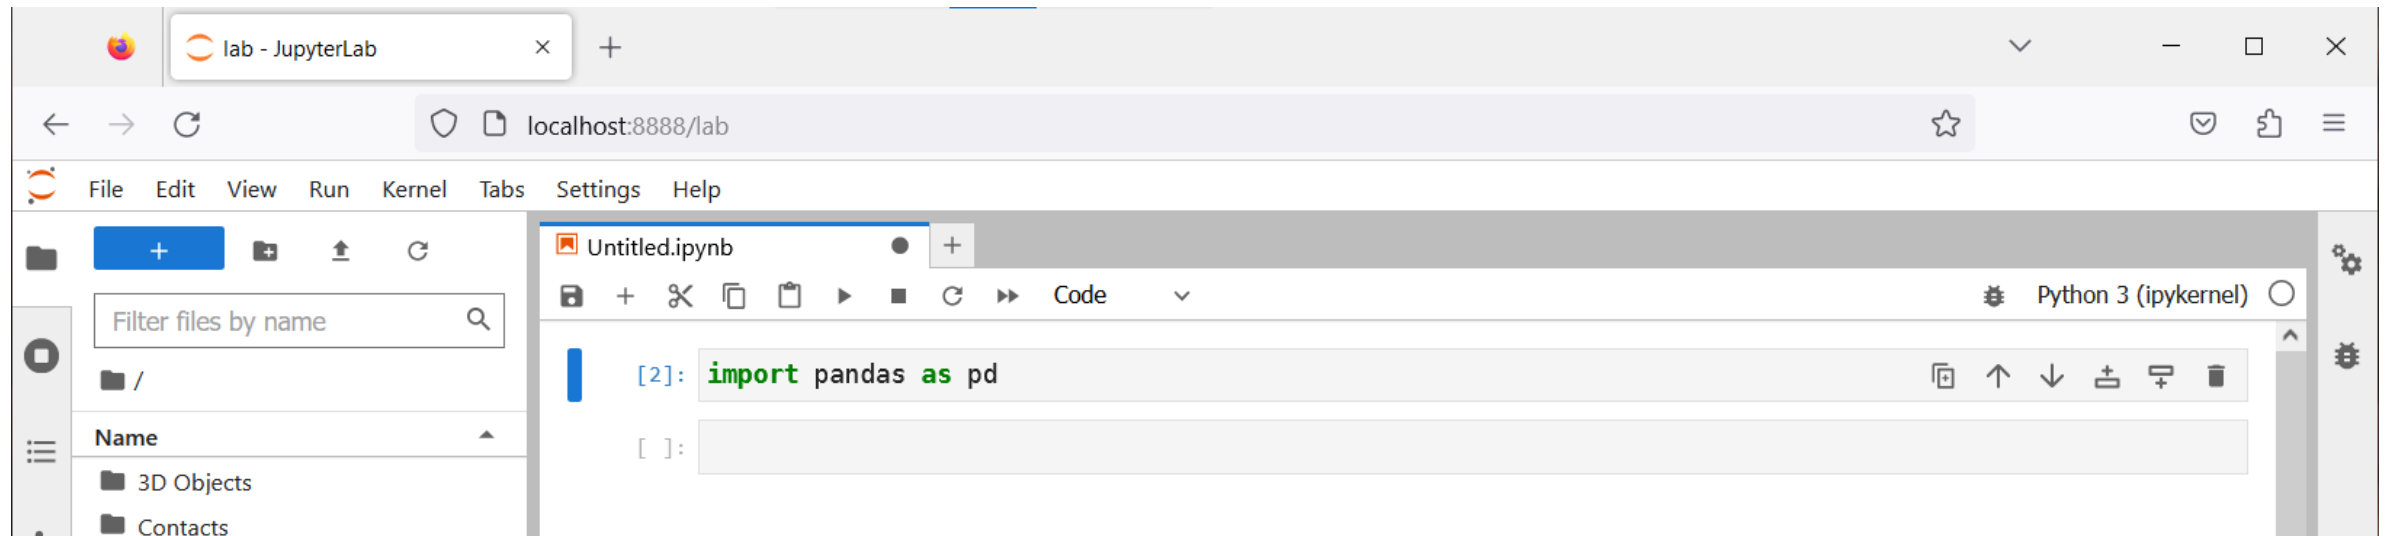 lab - JupyterLab
localhost:8888/lab
File Edit View Run Kernel Tabs Settings Help
Untitled.ipynb
Code
Python 3 (ipykernel)
Filter files by name
/
Name
3D Objects
Contacts
[2]: import pandas as pd
[ ]: